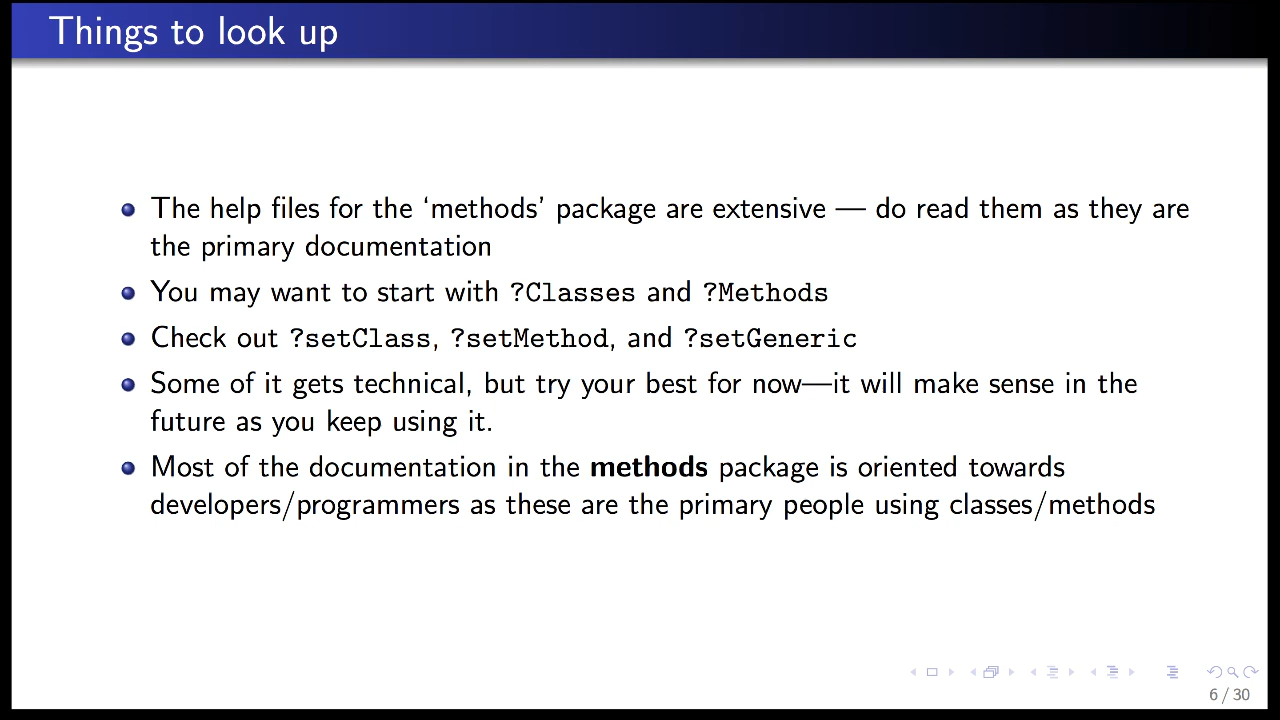 Things to look up
The help files for the ‘methods’ package are extensive — do read them as they are
the primary documentation
You may want to start with ?Classes and ?Methods
Check out ?setClass, ?setMethod, and ?setGeneric
Some of it gets technical, but try your best for now—it will make sense in the
future as you keep using it.
Most of the documentation in the methods package is oriented towards
developers/programmers as these are the primary people using classes/methods
6 / 30